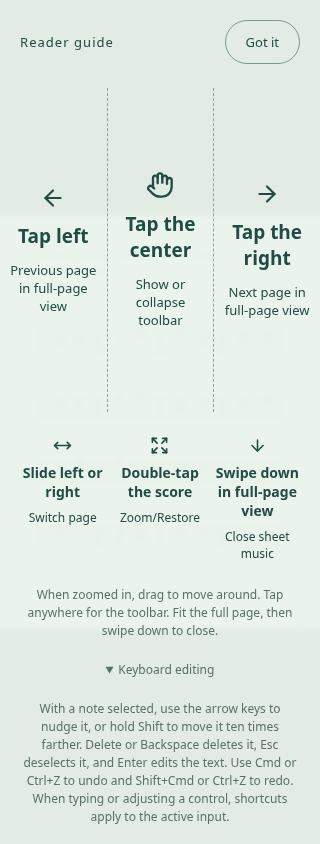 Reader guide
Got it
Tap left
Previous page
in full-page
view
Tap the
center
Show or
collapse
toolbar
Tap the
right
Next page in
full-page view
Slide left or
right
Switch page
Double-tap
the score
Zoom/Restore
Swipe down
in full-page
view
Close sheet
music
When zoomed in, drag to move around. Tap
anywhere for the toolbar. Fit the full page, then
swipe down to close.
▼ Keyboard editing
With a note selected, use the arrow keys to
nudge it, or hold Shift to move it ten times
farther. Delete or Backspace deletes it, Esc
deselects it, and Enter edits the text. Use Cmd or
Ctrl+Z to undo and Shift+Cmd or Ctrl+Z to redo.
When typing or adjusting a control, shortcuts
apply to the active input.